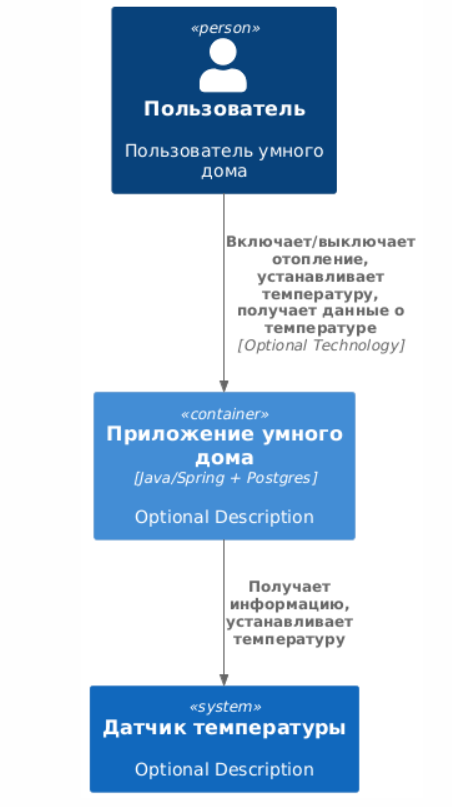 «person»
Пользователь
Пользователь умного
дома
Включает/выключает
отопление,
устанавливает
температуру,
получает данные о
температуре
[Optional Technology]
«container»
Приложение умного
дома
[Java/Spring + Postgres]
Optional Description
Получает
информацию,
устанавливает
температуру
«system»
Датчик температуры
Optional Description